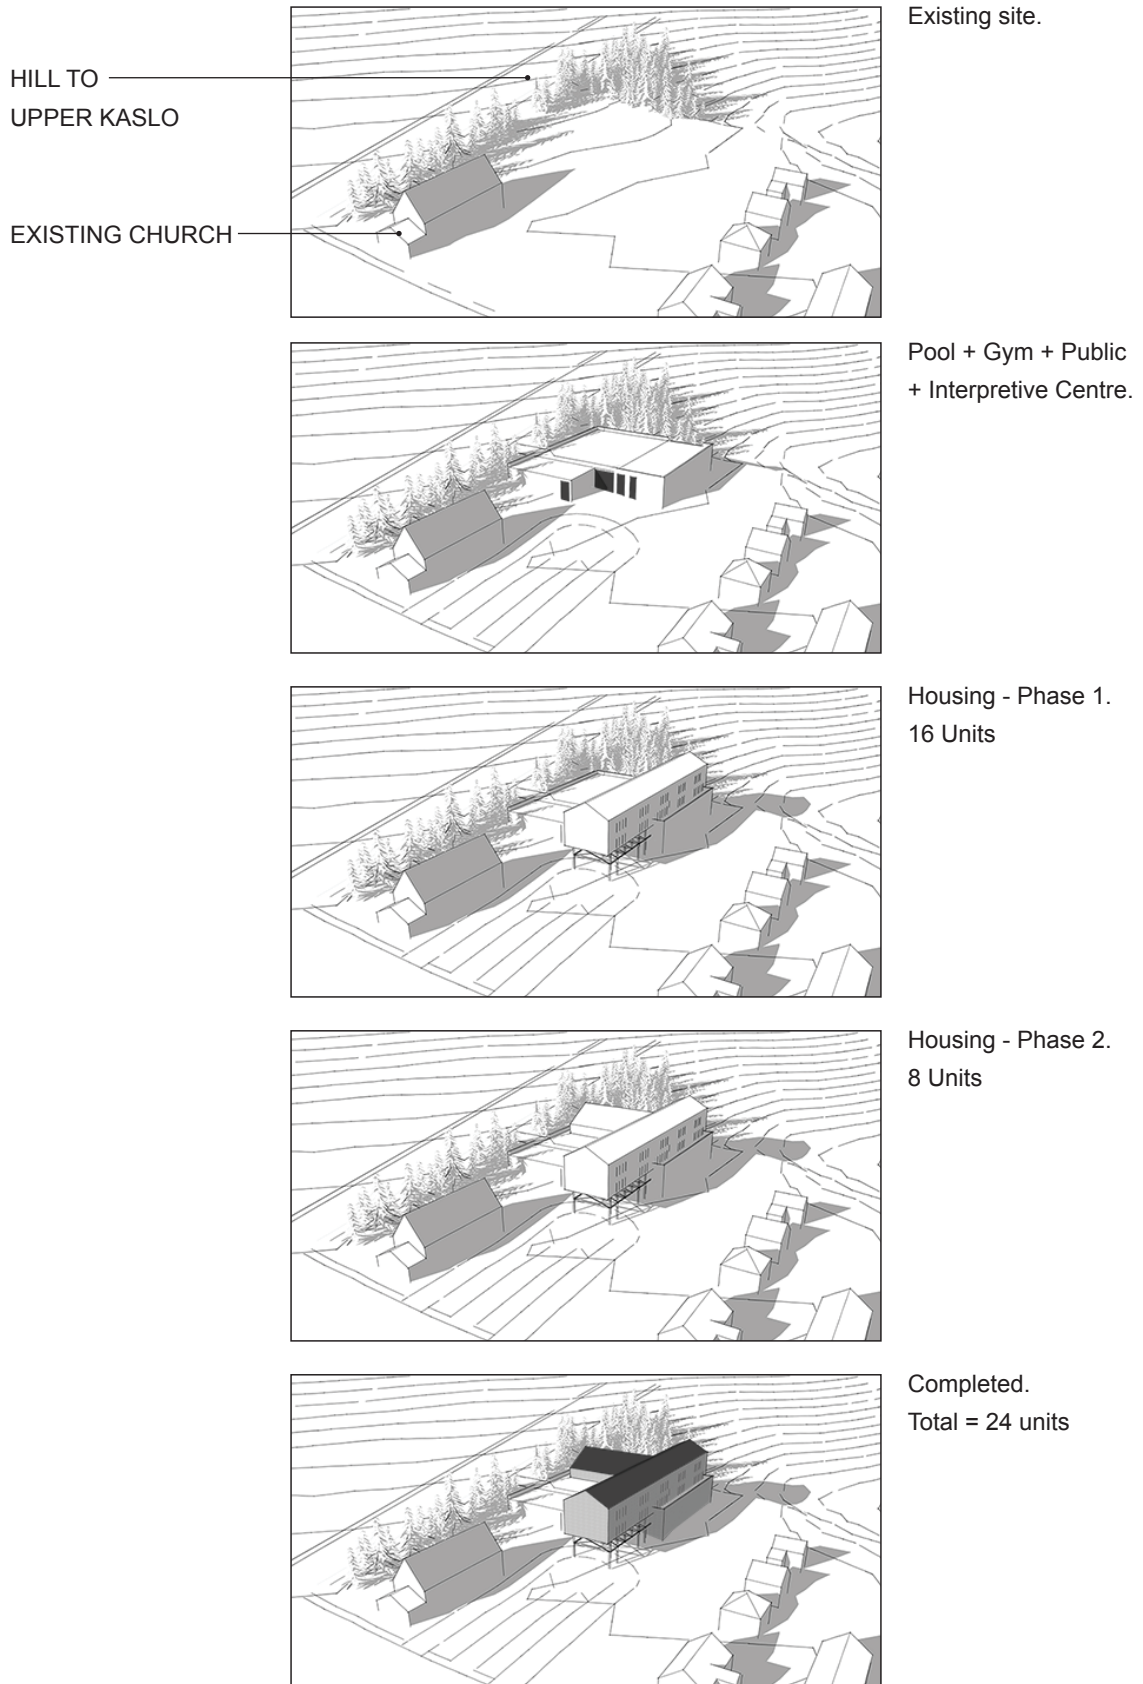 Existing site.
HILL TO
UPPER KASLO
EXISTING CHURCH
Pool + Gym + Public
+ Interpretive Centre.
Housing - Phase 1.
16 Units
Housing - Phase 2.
8 Units
Completed.
Total = 24 units